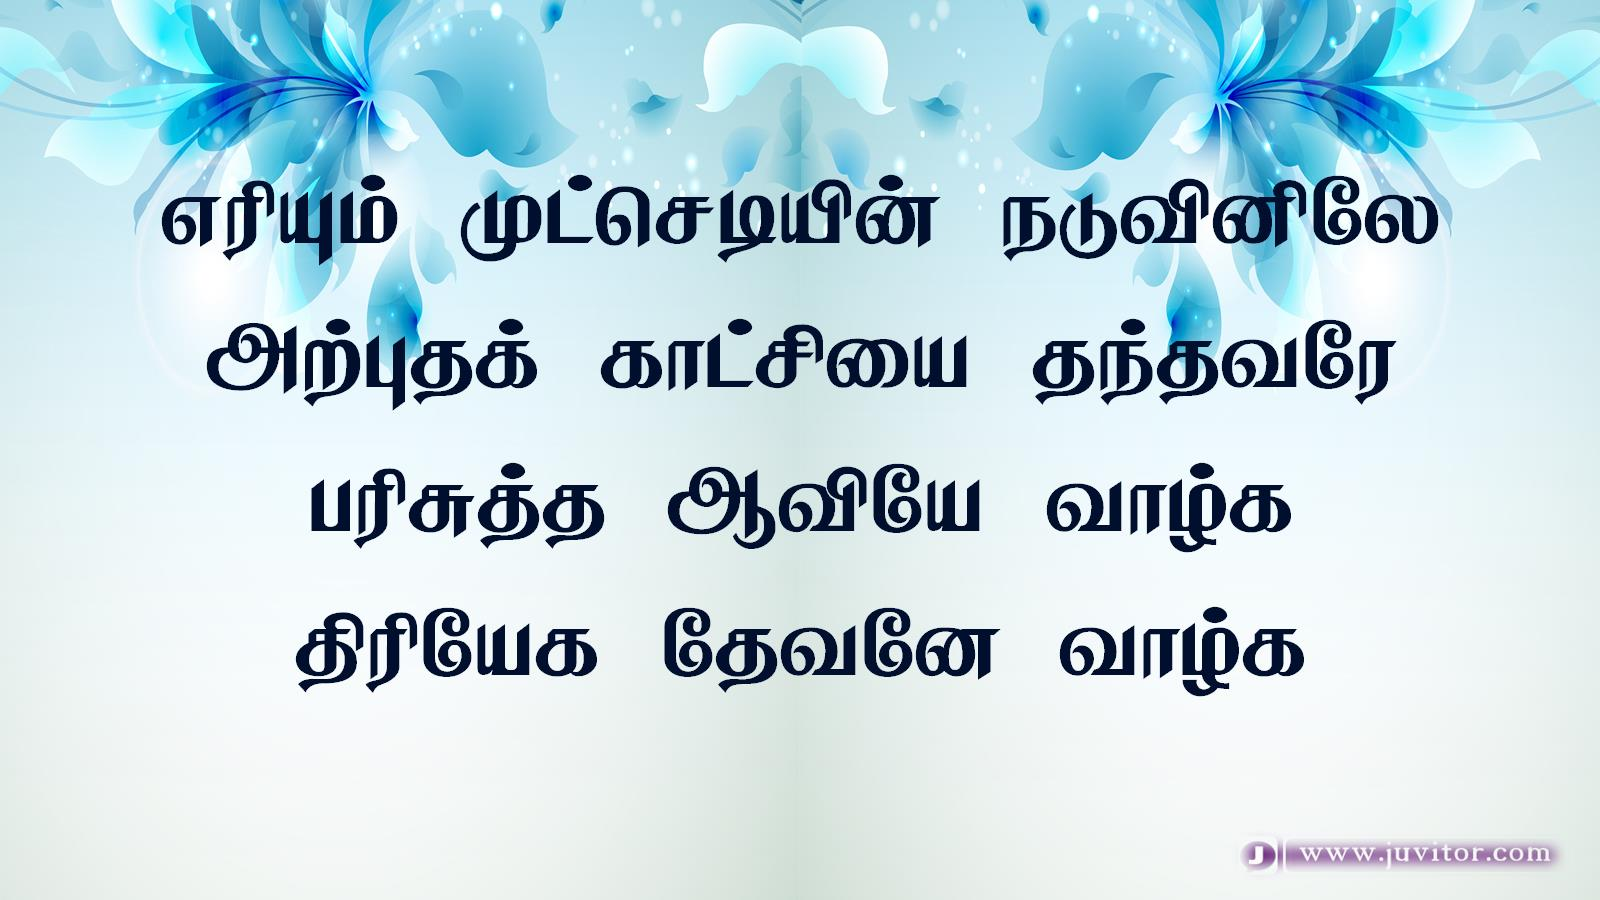 எரியும் முட்செடியின் நடுவினிலே
அற்புதக் காட்சியை தந்தவரே
பரிசுத்த ஆவியே வாழ்க
திரியேக தேவனே வாழ்க
J www.juvitor.com